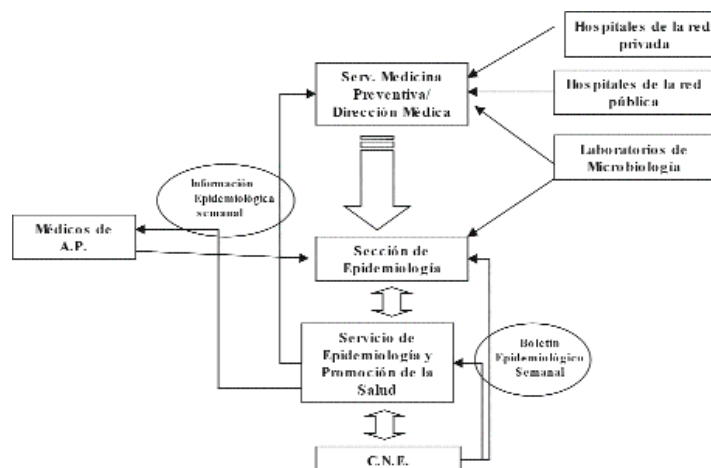 Hospitales de la red
privada
Serv. Medicina
Preventiva/
Dirección Médica
Hospitales de la red
pública
Laboratorios de
Microbiología
Información
Epidemiológica
semanal
Médicos de
A.P.
Sección de
Epidemiología
Servicio de
Epidemiología y
Promoción de la
Salud
Boletín
Epidemiológico
Semanal
C.N.E.